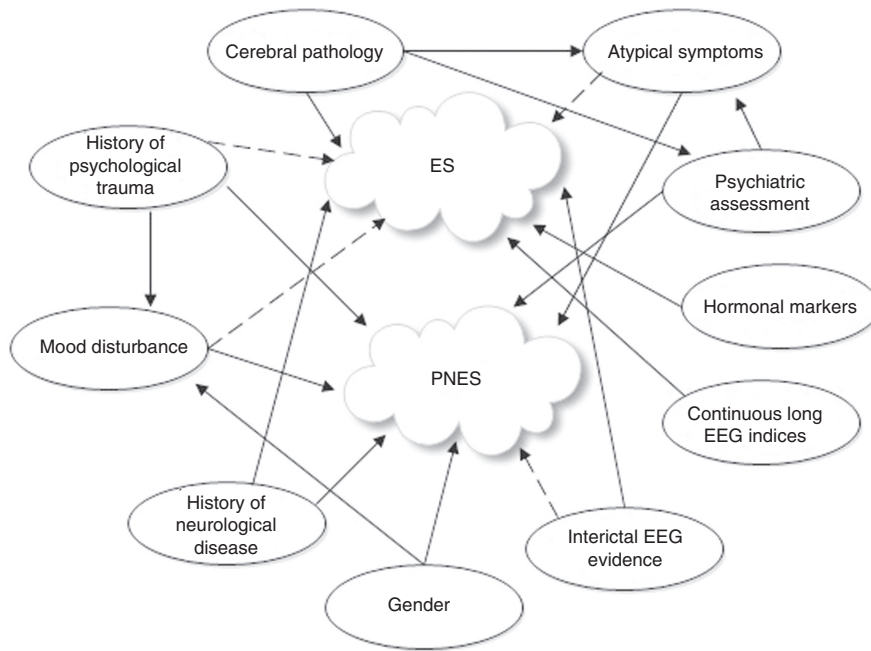 Cerebral pathology
Atypical symptoms
History of
psychological
trauma
ES
Psychiatric
assessment
Hormonal markers
Mood disturbance
PNES
Continuous long
EEG indices
History of
neurological
disease
Interictal EEG
evidence
Gender